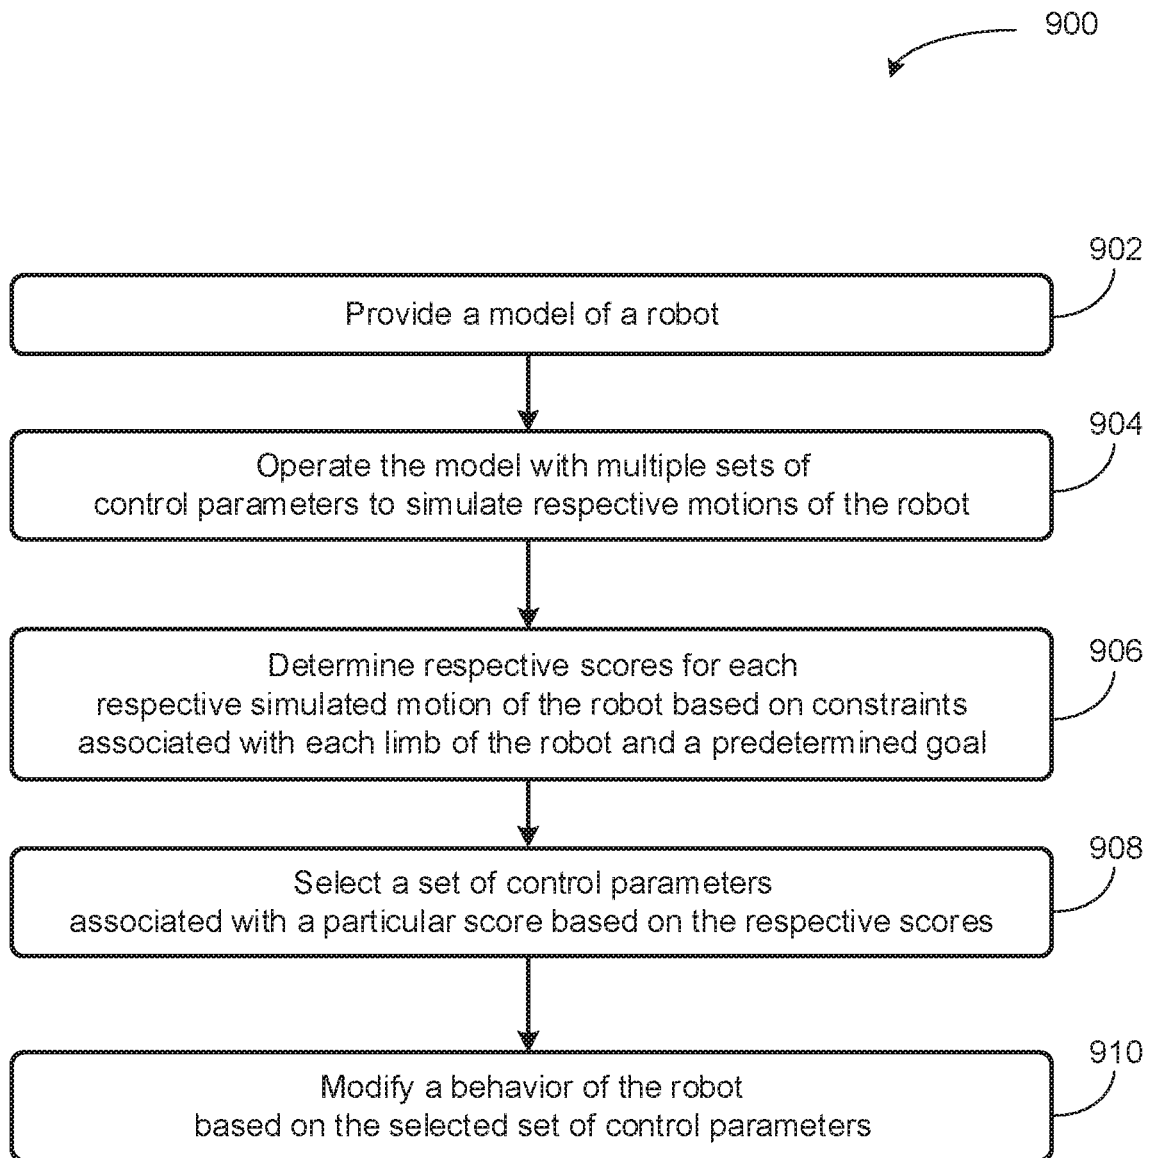 900
902
Provide a model of a robot
904
Operate the model with multiple sets of
control parameters to simulate respective motions of the robot
906
Determine respective scores for each
respective simulated motion of the robot based on constraints
associated with each limb of the robot and a predetermined goal
908
Select a set of control parameters
associated with a particular score based on the respective scores
910
Modify a behavior of the robot
based on the selected set of control parameters